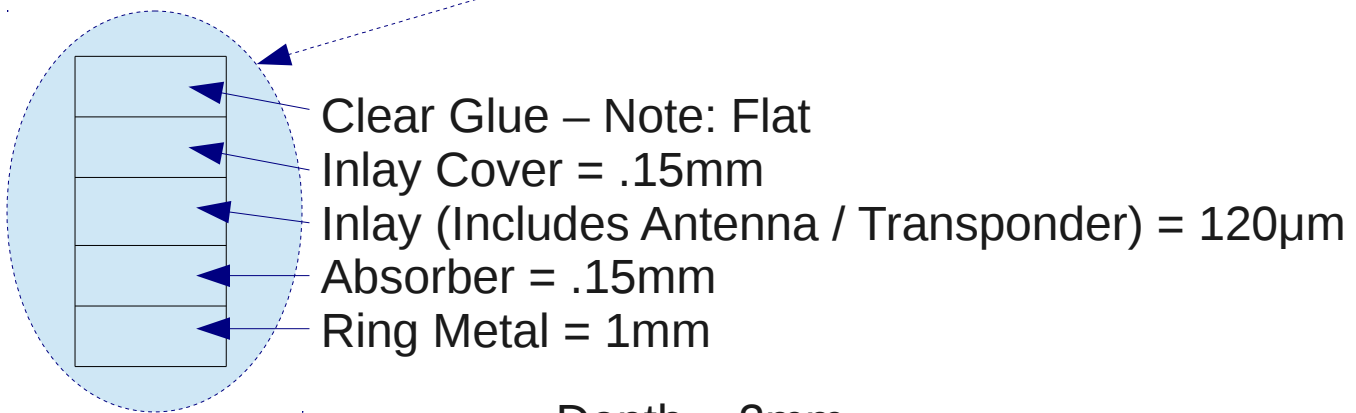 Clear Glue – Note: Flat
Inlay Cover = .15mm
Inlay (Includes Antenna / Transponder) = 120µm
Absorber = .15mm
Ring Metal = 1mm